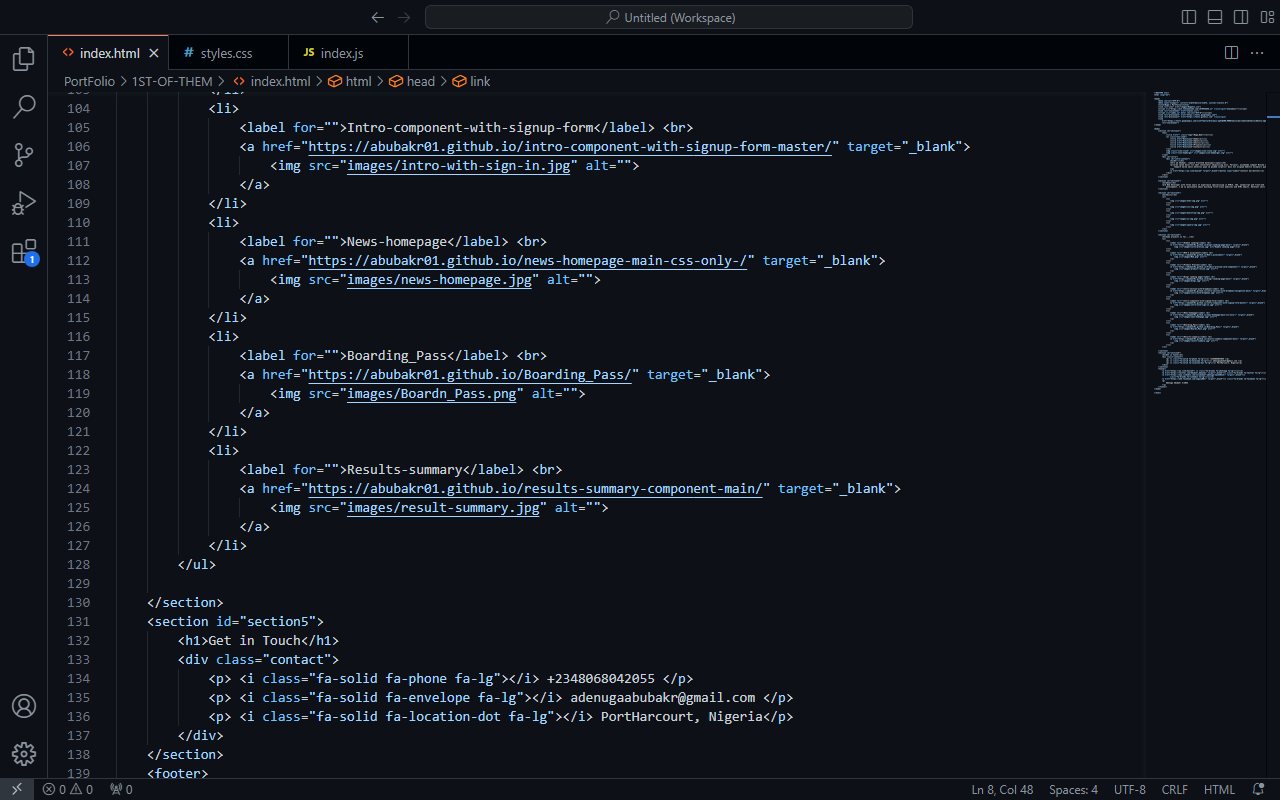 Untitled (Workspace)
index.html
# styles.css
JS index.js
PortFolio > 1ST-OF-THEM > <> index.html > html > head > link
104 <li>
105 <label for="">Intro-component-with-signup-form</label> <br>
106 <a href="https://abubakr01.github.io/intro-component-with-signup-form-master/" target="_blank">
107 <img src="images/intro-with-sign-in.jpg" alt="">
108 </a>
109 </li>
110 <li>
111 <label for="">News-homepage</label> <br>
112 <a href="https://abubakr01.github.io/news-homepage-main-css-only-/" target="_blank">
113 <img src="images/news-homepage.jpg" alt="">
114 </a>
115 </li>
116 <li>
117 <label for="">Boarding_Pass</label> <br>
118 <a href="https://abubakr01.github.io/Boarding_Pass/" target="_blank">
119 <img src="images/Boardn_Pass.png" alt="">
120 </a>
121 </li>
122 <li>
123 <label for="">Results-summary</label> <br>
124 <a href="https://abubakr01.github.io/results-summary-component-main/" target="_blank">
125 <img src="images/result-summary.jpg" alt="">
126 </a>
127 </li>
128 </ul>
129
130 </section>
131 <section id="section5">
132 <h1>Get in Touch</h1>
133 <div class="contact">
134 <p> <i class="fa-solid fa-phone fa-lg"></i> +2348068042055 </p>
135 <p> <i class="fa-solid fa-envelope fa-lg"></i> adenugaabubakr@gmail.com </p>
136 <p> <i class="fa-solid fa-location-dot fa-lg"></i> PortHarcourt, Nigeria</p>
137 </div>
138 </section>
139 <footer>
1
0 0 0
Ln 8, Col 48 Spaces: 4 UTF-8 CRLF HTML